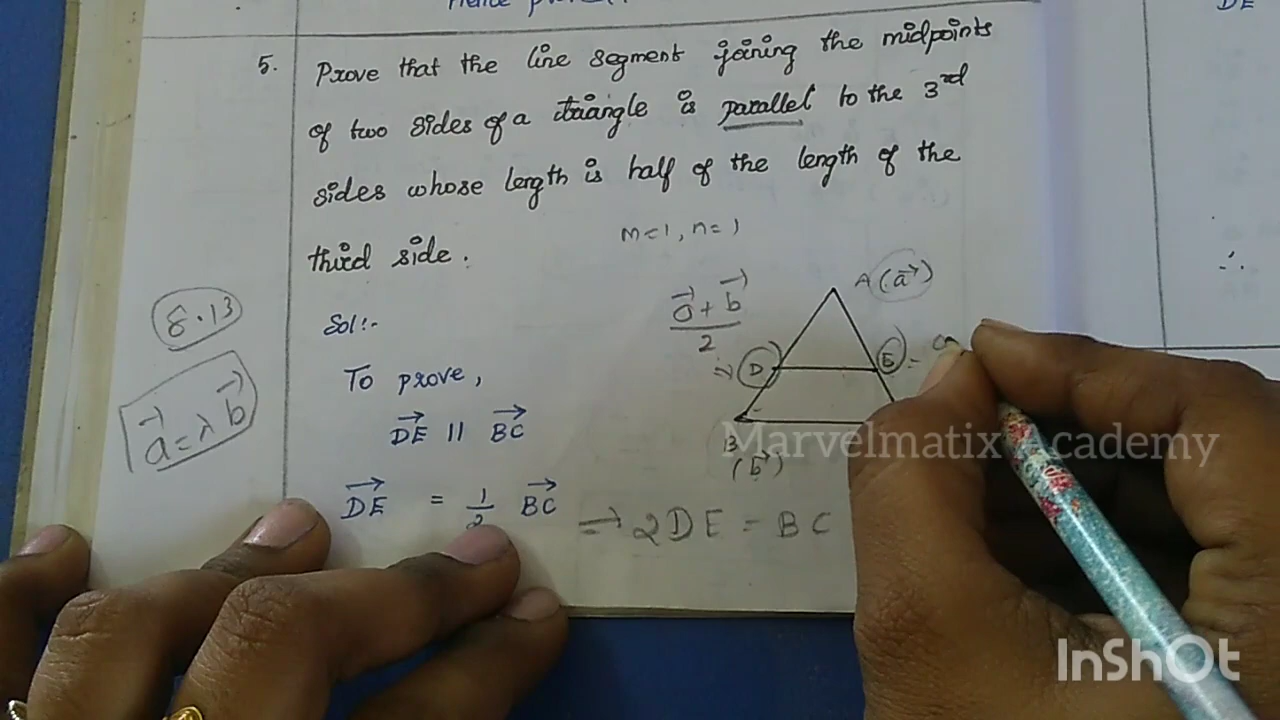 Hence
DE
5. Prove that the line segment joining the midpoints
of two sides of a triangle is parallel to the 3rd
sides whose length is half of the length of the
third side.
m=1, n=1
8.13
Sol:-
a⃗ + b⃗ / 2
A (a⃗)
To prove,
D
E =
a⃗ = λ b⃗
DE⃗ || BC⃗
B
(b⃗)
Marvelmatix Academy
DE⃗ = 1/2 BC⃗ ⇒ 2DE = BC
∴
InShOt